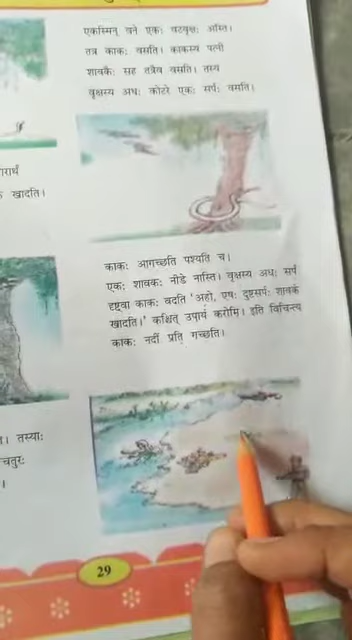 एकस्मिन् वने एकः वटवृक्षः अस्ति।
तत्र काकः वसति। काकस्य पत्नी
शावकैः सह तत्रैव वसति। तस्य
वृक्षस्य अधः कोटरे एकः सर्पः वसति।
खादति।
काकः आगच्छति पश्यति च।
एकः शावकः नीडे नास्ति। वृक्षस्य अधः सर्पं
दृष्ट्वा काकः वदति 'अहो, एषः दुष्टसर्पः शावकं
खादति।' कञ्चित् उपायं करोमि। इति विचिन्त्य
काकः नदीं प्रति गच्छति।
। तस्याः
चतुरः
।
29